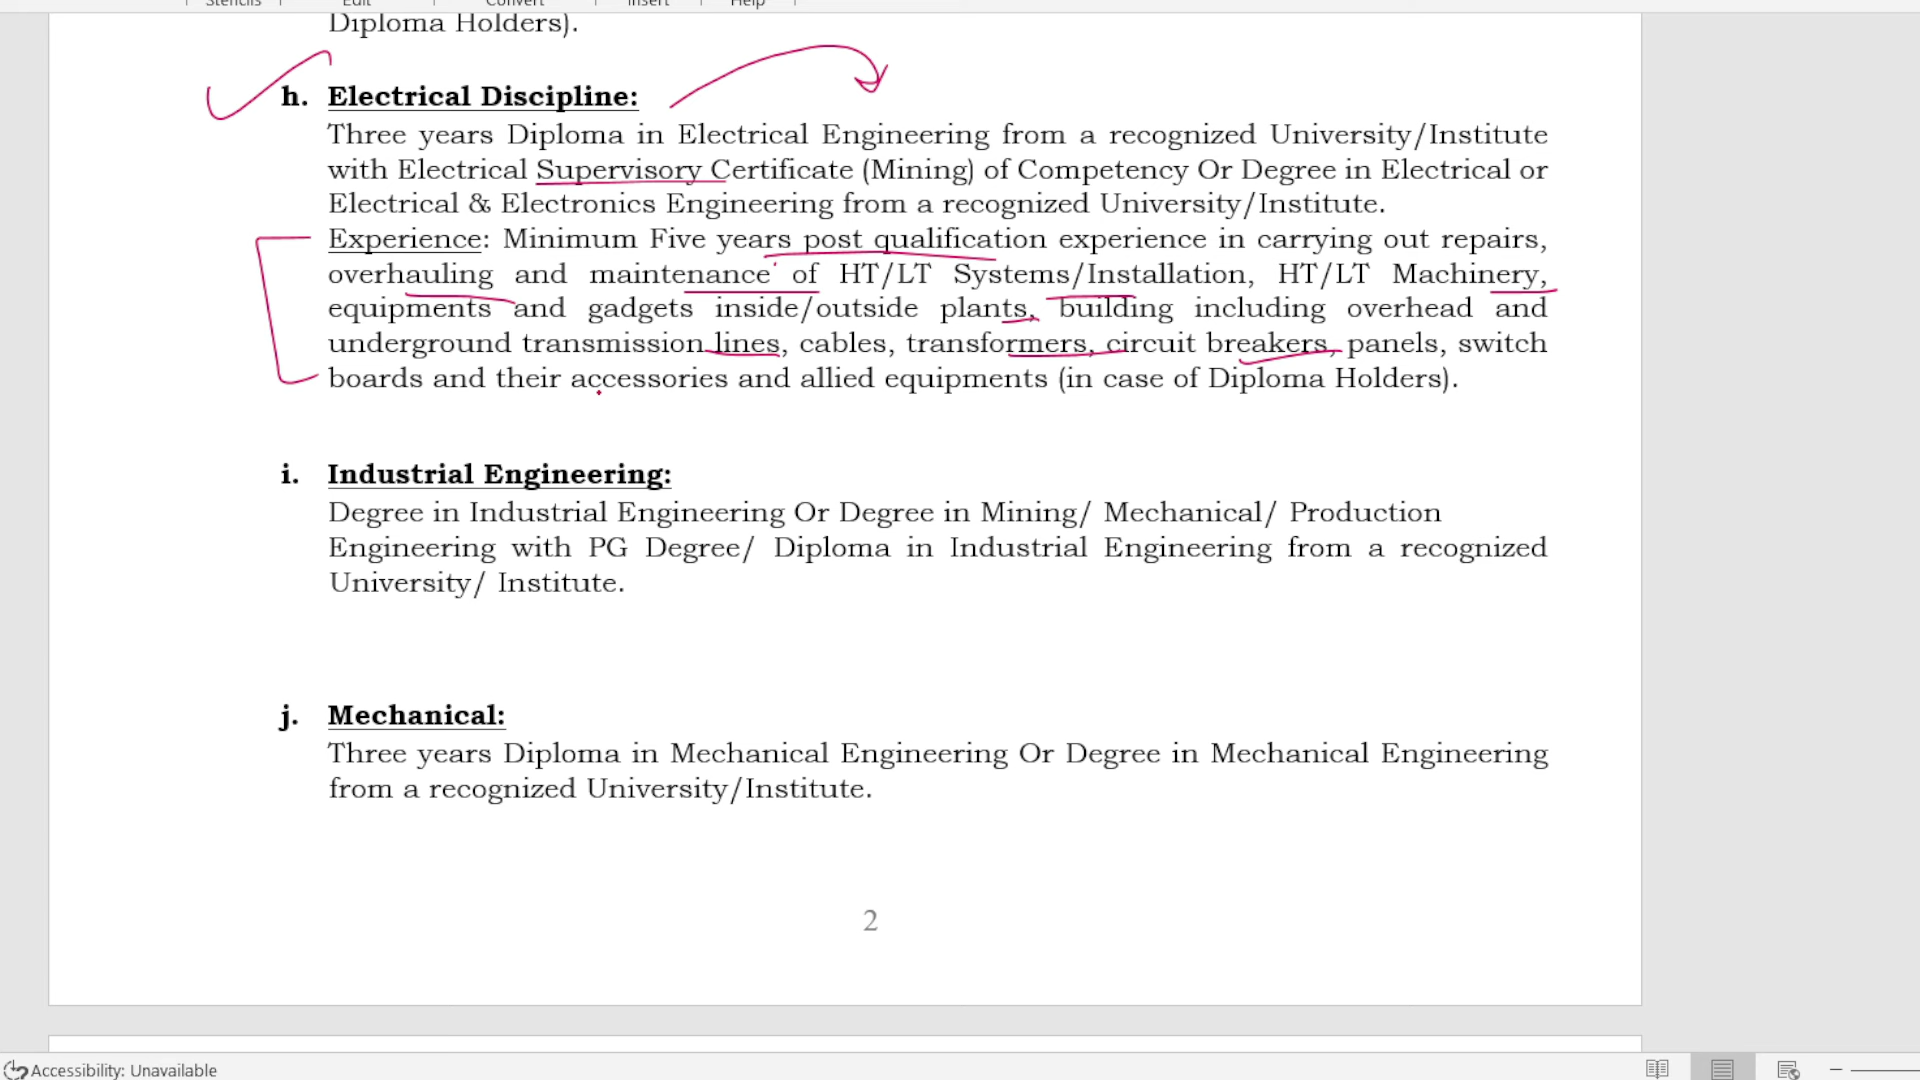 Stencils Edit Convert Insert Help
Diploma Holders).
h. Electrical Discipline:
Three years Diploma in Electrical Engineering from a recognized University/Institute
with Electrical Supervisory Certificate (Mining) of Competency Or Degree in Electrical or
Electrical & Electronics Engineering from a recognized University/Institute.
Experience: Minimum Five years post qualification experience in carrying out repairs,
overhauling and maintenance of HT/LT Systems/Installation, HT/LT Machinery,
equipments and gadgets inside/outside plants, building including overhead and
underground transmission lines, cables, transformers, circuit breakers, panels, switch
boards and their accessories and allied equipments (in case of Diploma Holders).
i. Industrial Engineering:
Degree in Industrial Engineering Or Degree in Mining/ Mechanical/ Production
Engineering with PG Degree/ Diploma in Industrial Engineering from a recognized
University/ Institute.
j. Mechanical:
Three years Diploma in Mechanical Engineering Or Degree in Mechanical Engineering
from a recognized University/Institute.
2
Accessibility: Unavailable